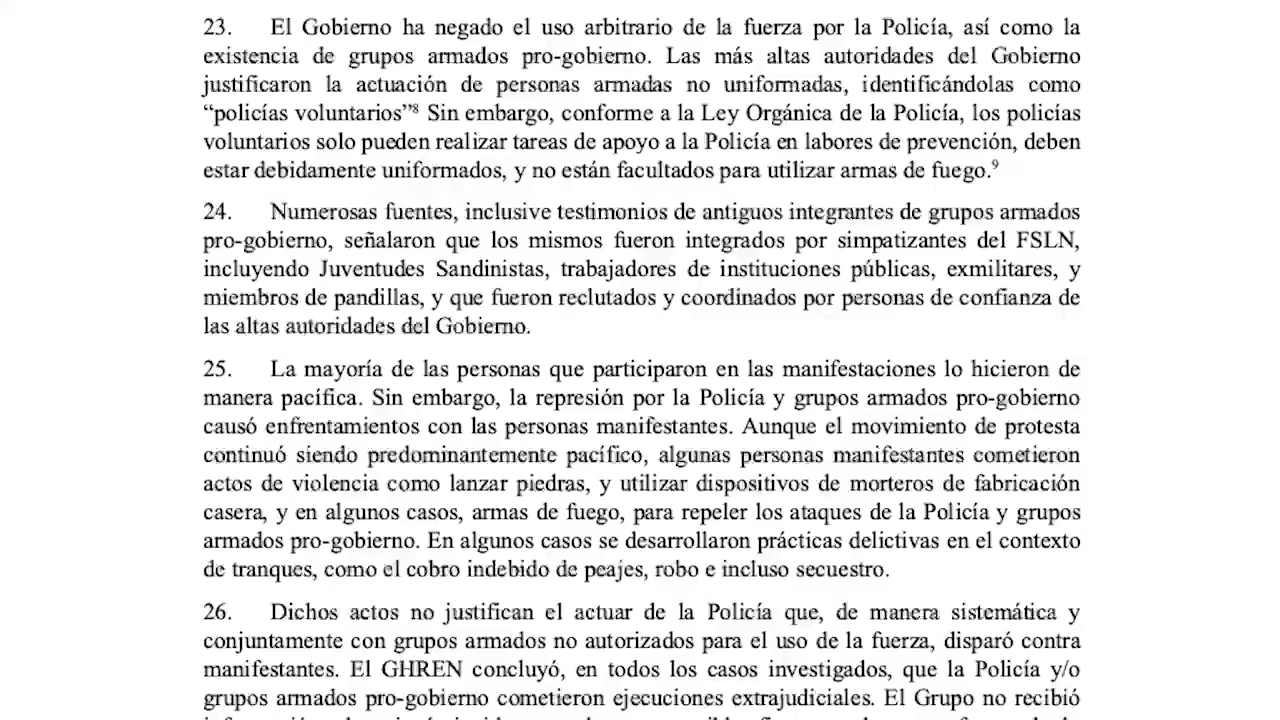 23. El Gobierno ha negado el uso arbitrario de la fuerza por la Policía, así como la
existencia de grupos armados pro-gobierno. Las más altas autoridades del Gobierno
justificaron la actuación de personas armadas no uniformadas, identificándolas como
“policías voluntarios”⁸ Sin embargo, conforme a la Ley Orgánica de la Policía, los policías
voluntarios solo pueden realizar tareas de apoyo a la Policía en labores de prevención, deben
estar debidamente uniformados, y no están facultados para utilizar armas de fuego.⁹
24. Numerosas fuentes, inclusive testimonios de antiguos integrantes de grupos armados
pro-gobierno, señalaron que los mismos fueron integrados por simpatizantes del FSLN,
incluyendo Juventudes Sandinistas, trabajadores de instituciones públicas, exmilitares, y
miembros de pandillas, y que fueron reclutados y coordinados por personas de confianza de
las altas autoridades del Gobierno.
25. La mayoría de las personas que participaron en las manifestaciones lo hicieron de
manera pacífica. Sin embargo, la represión por la Policía y grupos armados pro-gobierno
causó enfrentamientos con las personas manifestantes. Aunque el movimiento de protesta
continuó siendo predominantemente pacífico, algunas personas manifestantes cometieron
actos de violencia como lanzar piedras, y utilizar dispositivos de morteros de fabricación
casera, y en algunos casos, armas de fuego, para repeler los ataques de la Policía y grupos
armados pro-gobierno. En algunos casos se desarrollaron prácticas delictivas en el contexto
de tranques, como el cobro indebido de peajes, robo e incluso secuestro.
26. Dichos actos no justifican el actuar de la Policía que, de manera sistemática y
conjuntamente con grupos armados no autorizados para el uso de la fuerza, disparó contra
manifestantes. El GHREN concluyó, en todos los casos investigados, que la Policía y/o
grupos armados pro-gobierno cometieron ejecuciones extrajudiciales. El Grupo no recibió